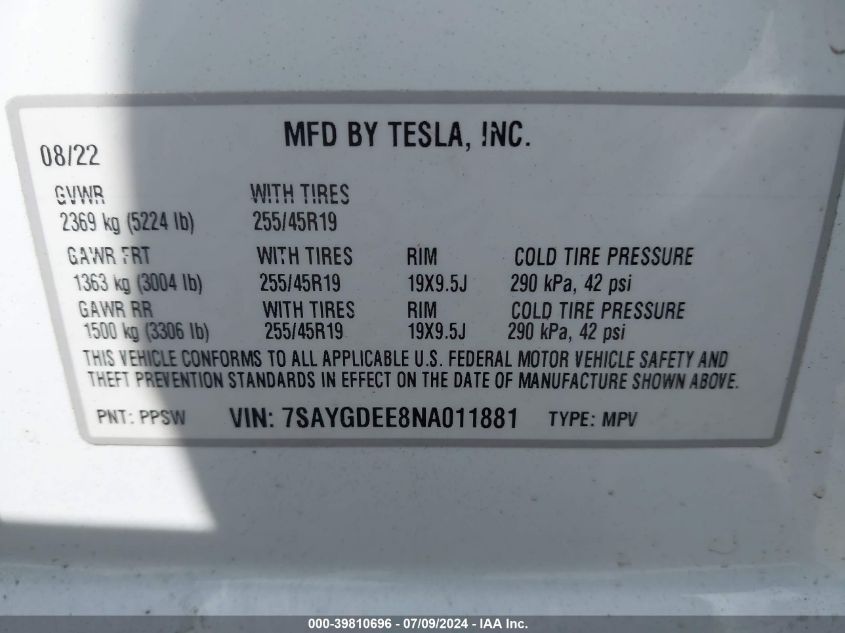 MFD BY TESLA, INC.
08/22
GVWR WITH TIRES
2369 kg (5224 lb) 255/45R19
GAWR FRT WITH TIRES RIM COLD TIRE PRESSURE
1363 kg (3004 lb) 255/45R19 19X9.5J 290 kPa, 42 psi
GAWR RR WITH TIRES RIM COLD TIRE PRESSURE
1500 kg (3306 lb) 255/45R19 19X9.5J 290 kPa, 42 psi
THIS VEHICLE CONFORMS TO ALL APPLICABLE U.S. FEDERAL MOTOR VEHICLE SAFETY AND
THEFT PREVENTION STANDARDS IN EFFECT ON THE DATE OF MANUFACTURE SHOWN ABOVE.
PNT: PPSW VIN: 7SAYGDEE8NA011881 TYPE: MPV
000-39810696 - 07/09/2024 - IAA Inc.